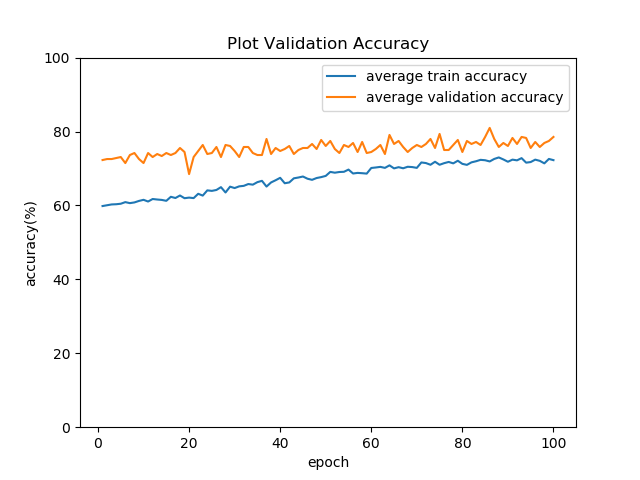 Plot Validation Accuracy
average train accuracy
average validation accuracy
accuracy(%)
100
80
60
40
20
0
0 20 40 60 80 100
epoch